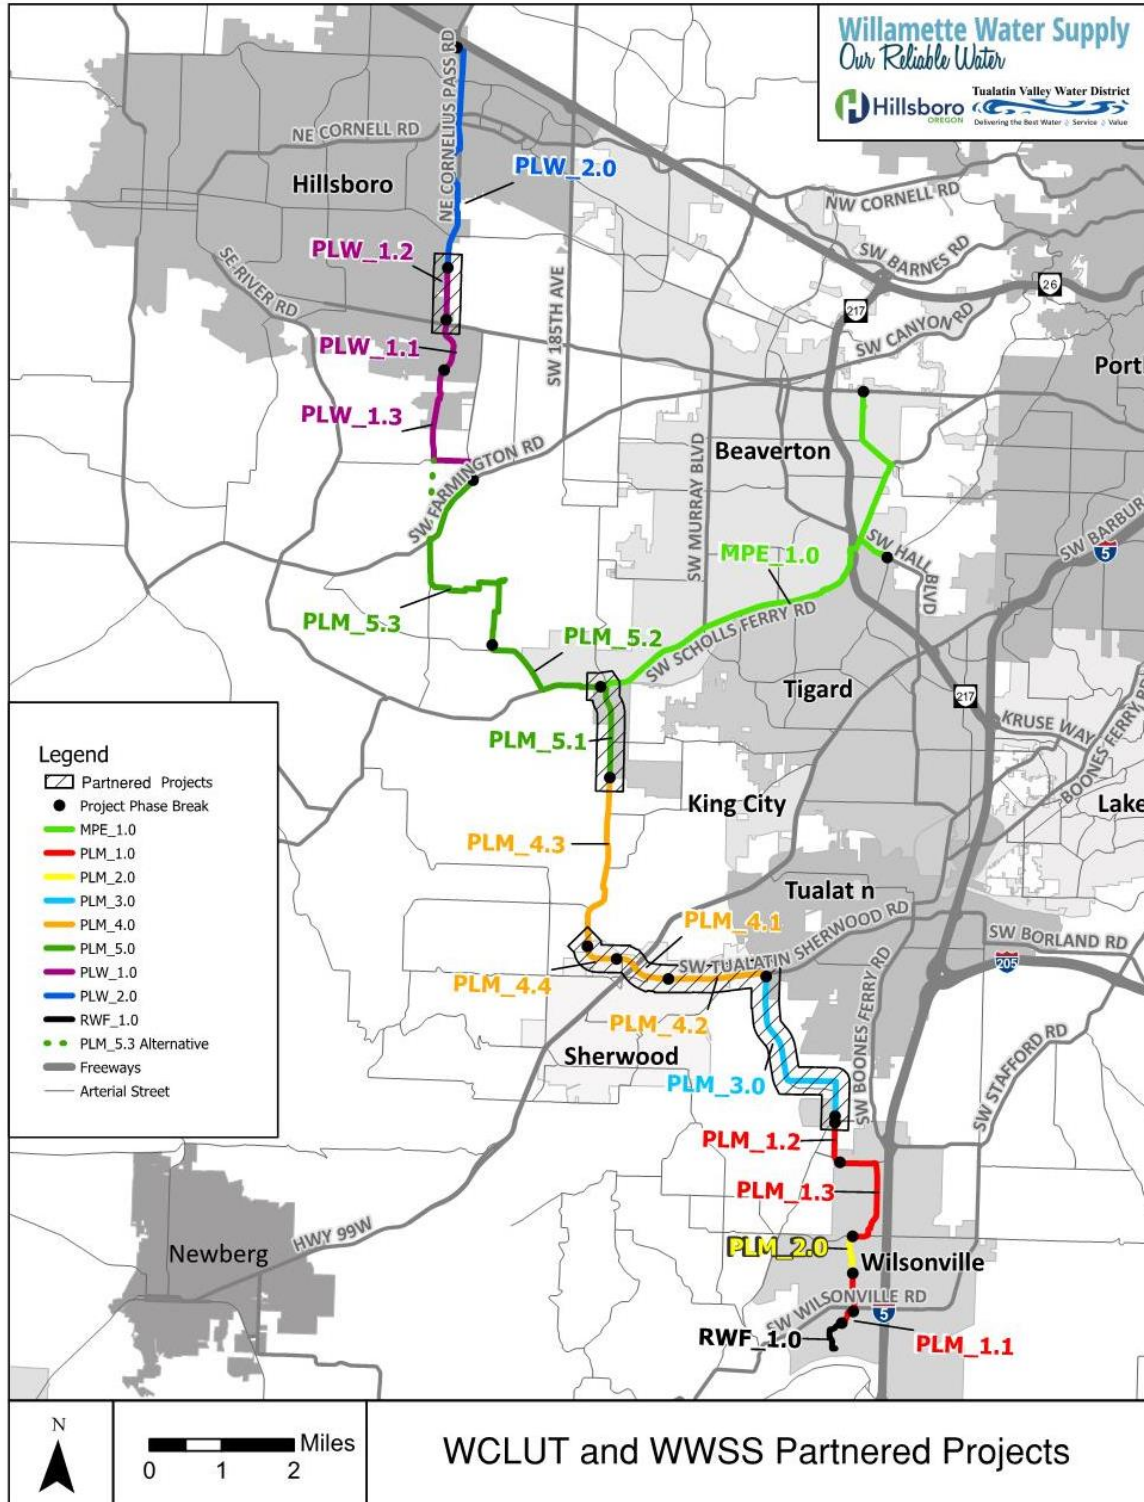 Willamette Water Supply
Our Reliable Water
Hillsboro
OREGON
Tualatin Valley Water District
Delivering the Best Water Service Value
NE CORNELIUS PASS RD
NE CORNELL RD
Hillsboro
PLW_2.0
NW CORNELL RD
SW BARNES RD
PLW_1.2
SE RIVER RD
SW 185TH AVE
26
217
SW CANYON RD
PLW_1.1
Portl
PLW_1.3
Beaverton
SW FARMINGTON RD
SW MURRAY BLVD
SW BARBUR
5
MPE_1.0
SW HALL BLVD
PLM_5.3
PLM_5.2
SW SCHOLLS FERRY RD
Tigard
217
KRUSE WAY
BOONES FERRY RD
PLM_5.1
King City
Lake
PLM_4.3
Tualat n
PLM_4.1
SW TUALATIN SHERWOOD RD
SW BORLAND RD
205
PLM_4.4
PLM_4.2
SW BOONES FERRY RD
Sherwood
PLM_3.0
SW STAFFORD RD
PLM_1.2
PLM_1.3
HWY 99W
Newberg
PLM_2.0
Wilsonville
SW WILSONVILLE RD
5
RWF_1.0
PLM_1.1
Legend
Partnered Projects
Project Phase Break
MPE_1.0
PLM_1.0
PLM_2.0
PLM_3.0
PLM_4.0
PLM_5.0
PLW_1.0
PLW_2.0
RWF_1.0
PLM_5.3 Alternative
Freeways
Arterial Street
N
Miles
0 1 2
WCLUT and WWSS Partnered Projects